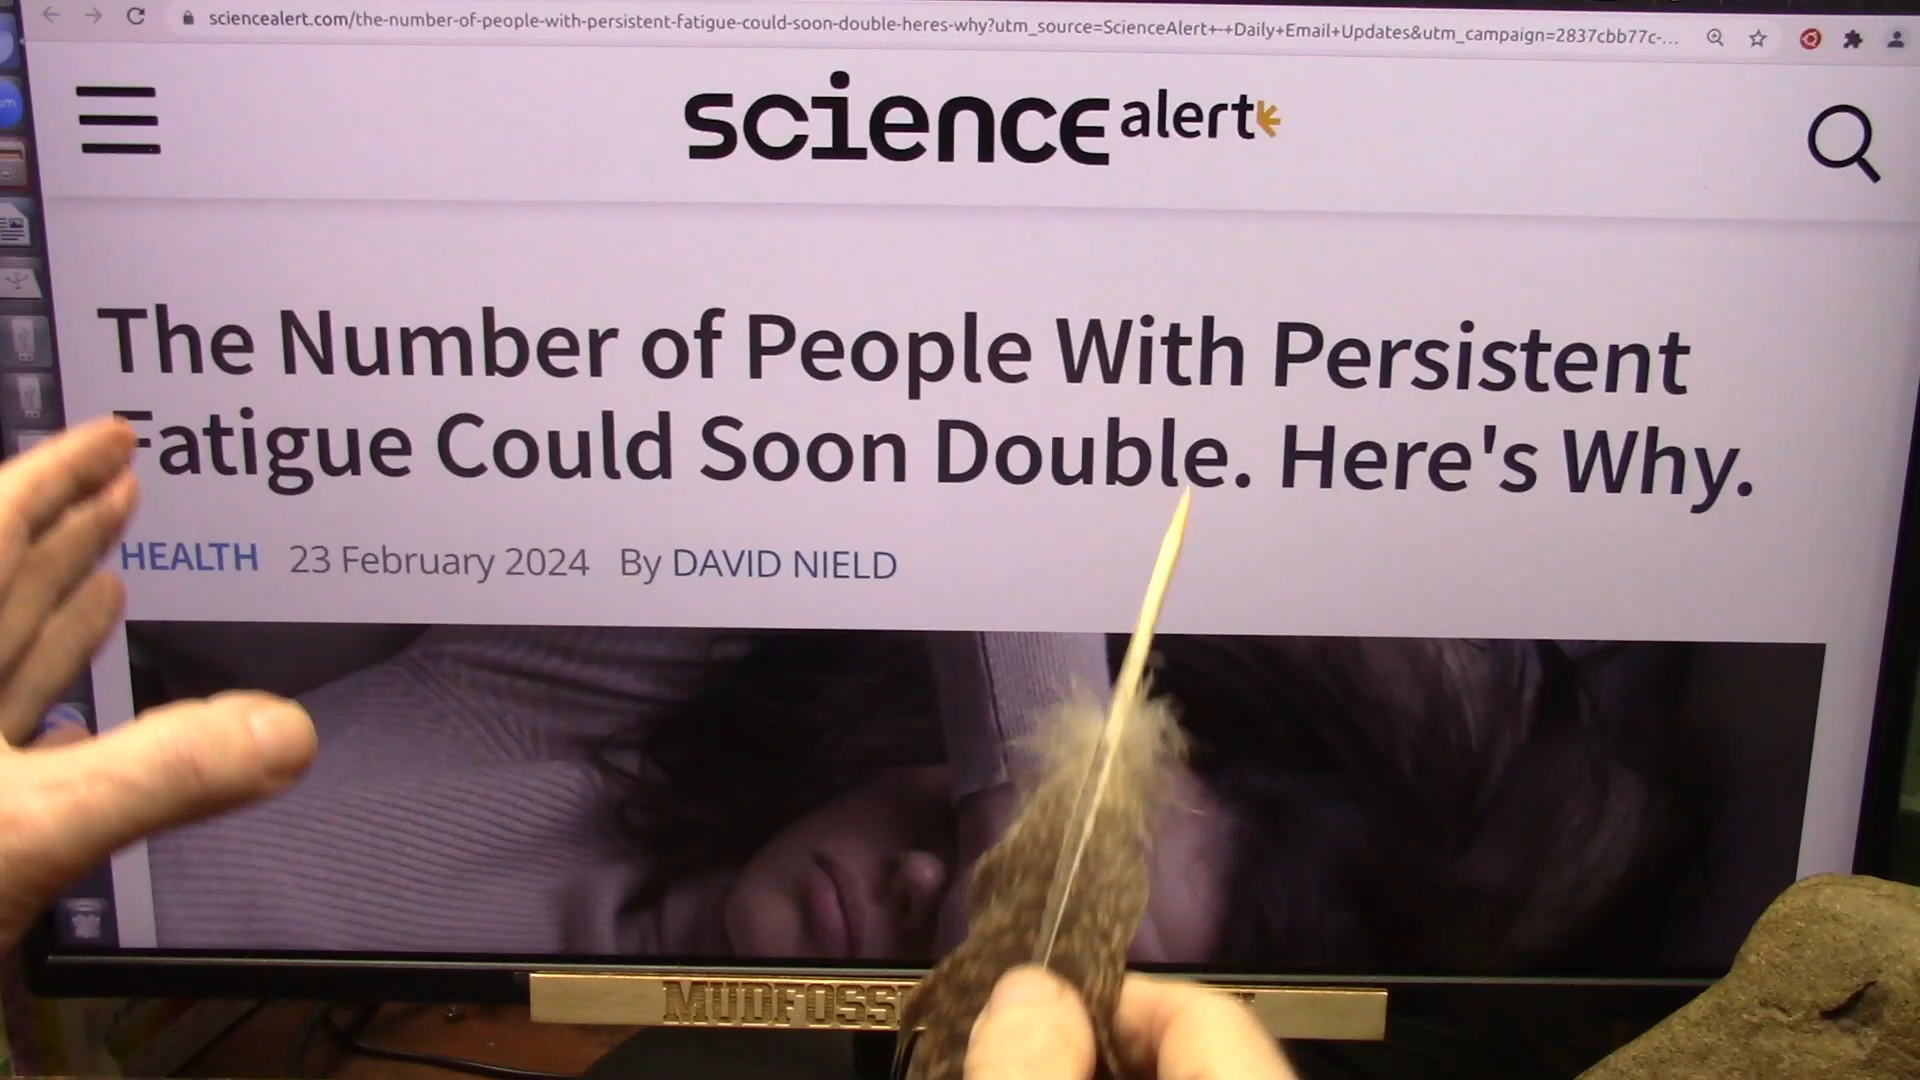 sciencealert.com/the-number-of-people-with-persistent-fatigue-could-soon-double-heres-why?utm_source=ScienceAlert+-+Daily+Email+Updates&utm_campaign=2837cbb77c-...
science alert
The Number of People With Persistent
Fatigue Could Soon Double. Here's Why.
HEALTH 23 February 2024 By DAVID NIELD